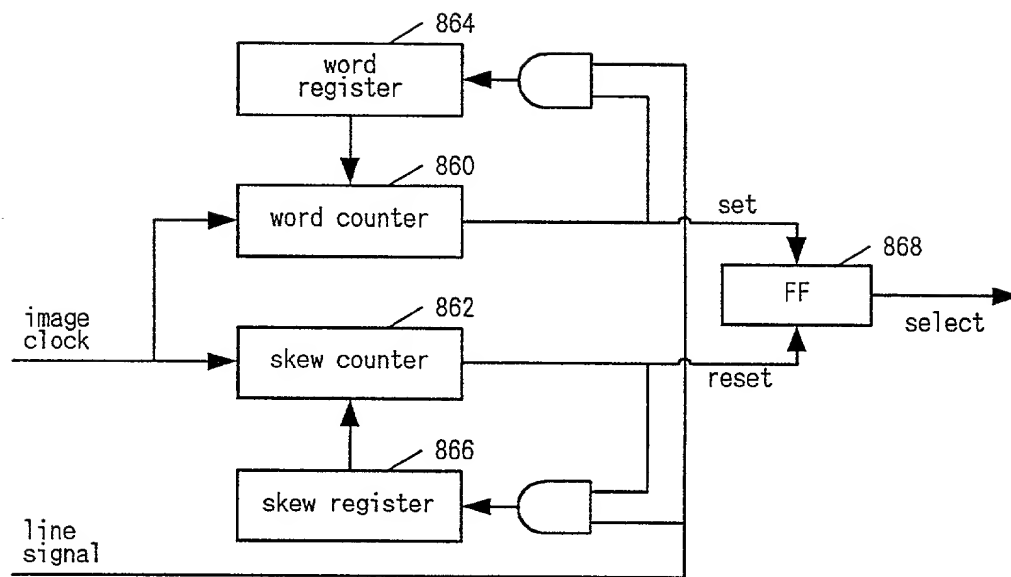 864
word
register
860
word counter
set
868
FF
select
image
clock
862
skew counter
reset
866
skew register
line
signal